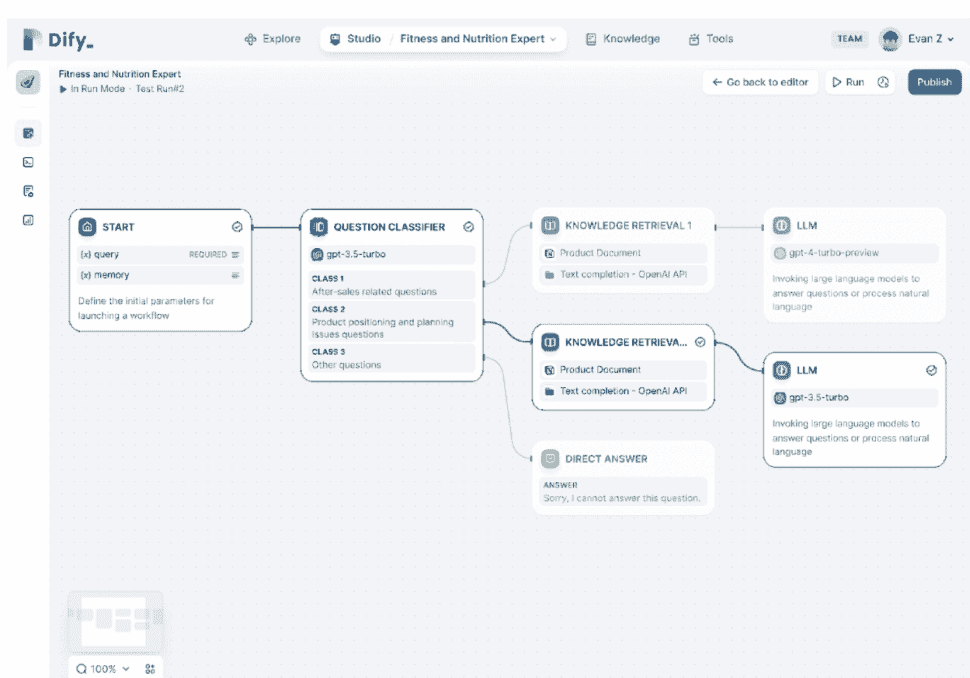 Dify_
Explore
Studio / Fitness and Nutrition Expert
Knowledge
Tools
TEAM
Evan Z
Fitness and Nutrition Expert
In Run Mode · Test Run#2
Go back to editor
Run
Publish
START
{x} query REQUIRED
{x} memory
Define the initial parameters for
launching a workflow
QUESTION CLASSIFIER
gpt-3.5-turbo
CLASS 1
After-sales related questions
CLASS 2
Product positioning and planning
issues questions
CLASS 3
Other questions
KNOWLEDGE RETRIEVAL 1
Product Document
Text completion - OpenAI API
LLM
gpt-4-turbo-preview
Invoking large language models to
answer questions or process natural
language
KNOWLEDGE RETRIEVA...
Product Document
Text completion - OpenAI API
LLM
gpt-3.5-turbo
Invoking large language models to
answer questions or process natural
language
DIRECT ANSWER
ANSWER
Sorry, I cannot answer this question.
100%